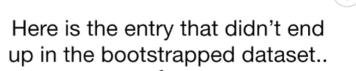 Here is the entry that didn’t end
up in the bootstrapped dataset..